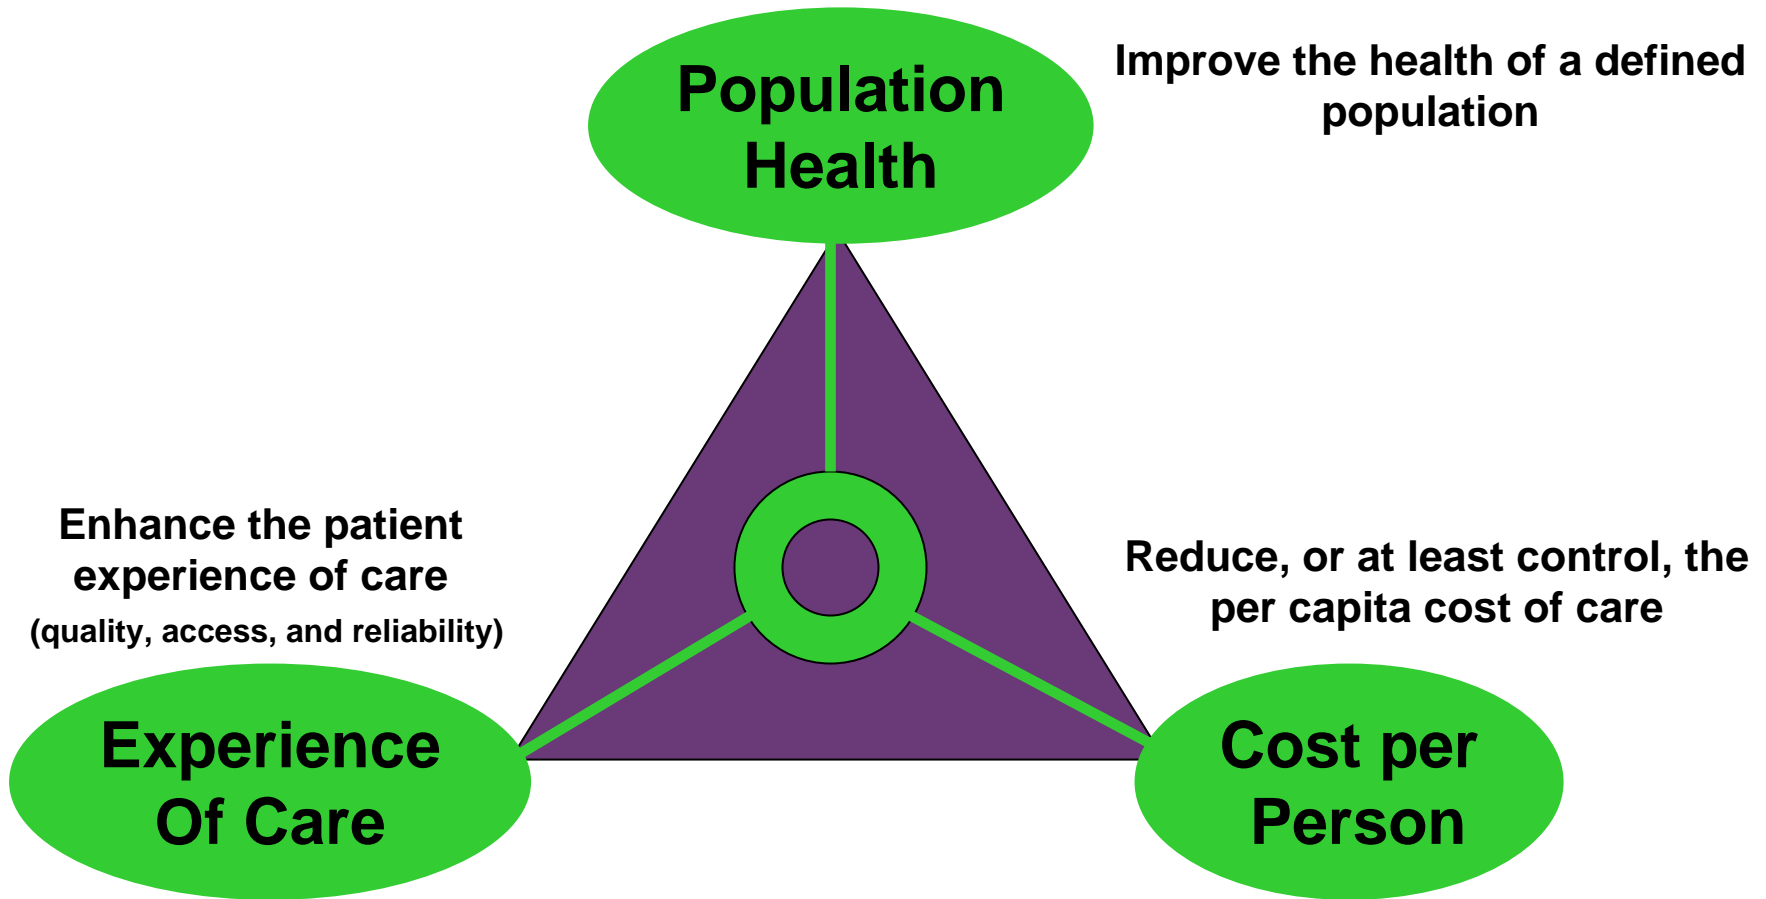 Population
Health
Improve the health of a defined
population
Enhance the patient
experience of care
(quality, access, and reliability)
Experience
Of Care
Reduce, or at least control, the
per capita cost of care
Cost per
Person